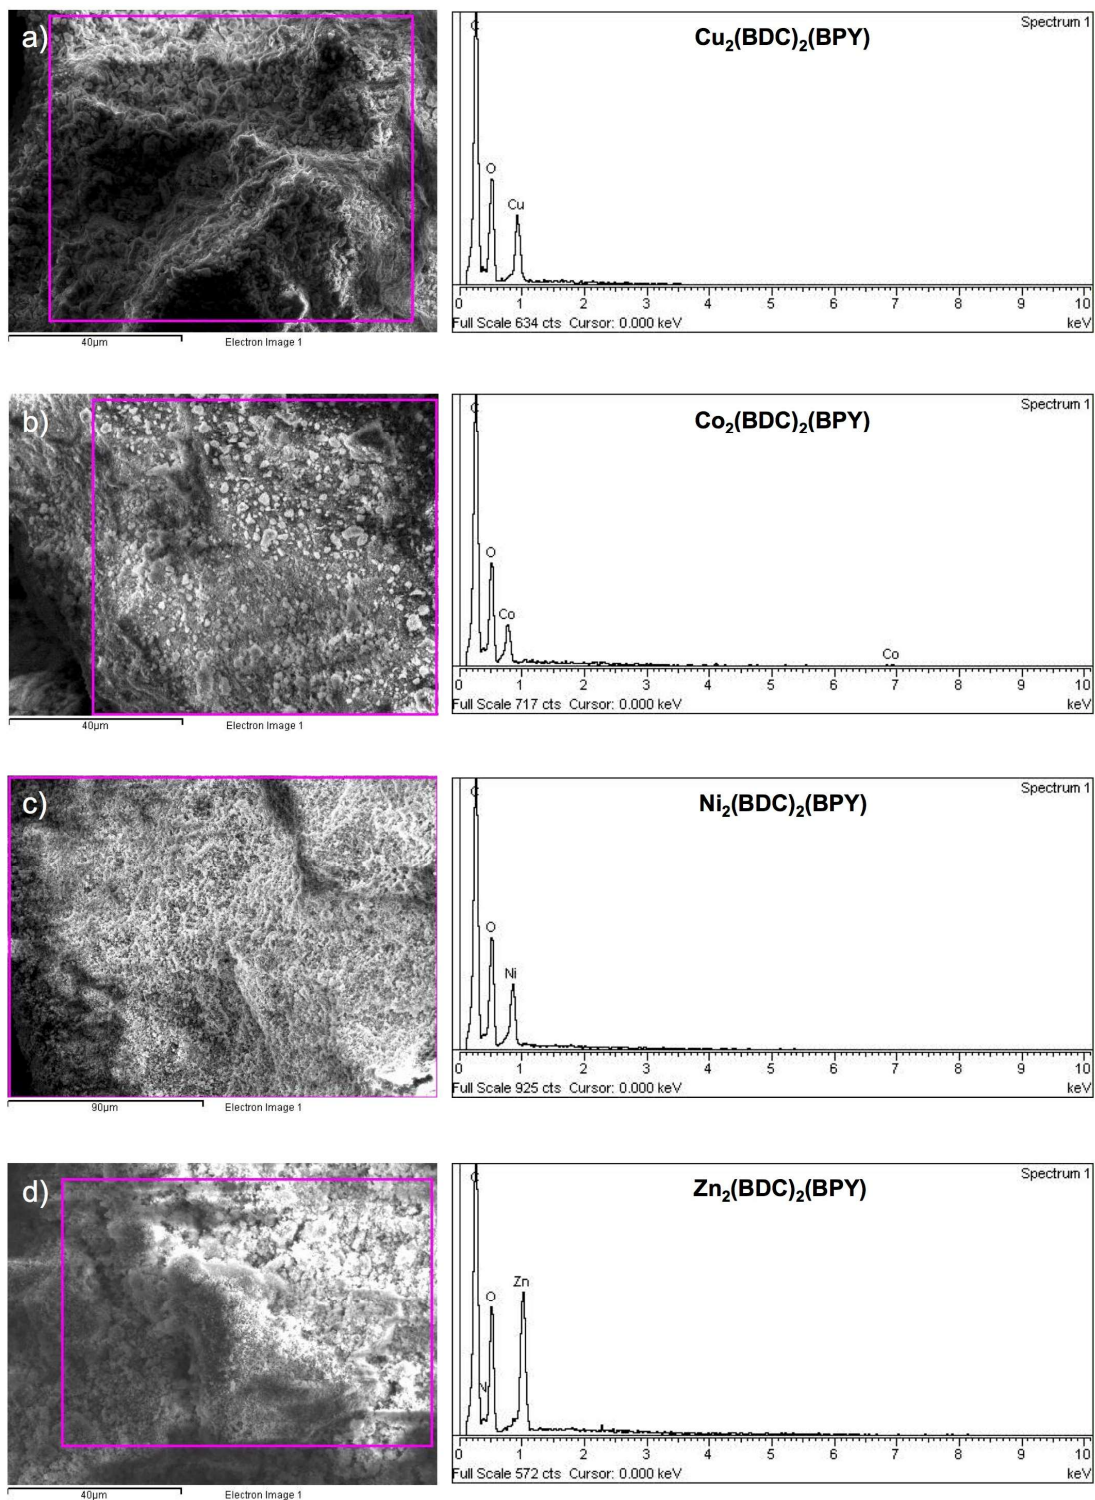 a)
Cu₂(BDC)₂(BPY)
Spectrum 1
C
O
Cu
0 1 2 3 4 5 6 7 8 9 10
Full Scale 634 cts Cursor: 0.000 keV
keV
40µm
Electron Image 1
b)
Co₂(BDC)₂(BPY)
Spectrum 1
C
O
Co
Co
0 1 2 3 4 5 6 7 8 9 10
Full Scale 717 cts Cursor: 0.000 keV
keV
40µm
Electron Image 1
c)
Ni₂(BDC)₂(BPY)
Spectrum 1
C
O
Ni
0 1 2 3 4 5 6 7 8 9 10
Full Scale 925 cts Cursor: 0.000 keV
keV
90µm
Electron Image 1
d)
Zn₂(BDC)₂(BPY)
Spectrum 1
C
Zn
O
N
0 1 2 3 4 5 6 7 8 9 10
Full Scale 572 cts Cursor: 0.000 keV
keV
40µm
Electron Image 1